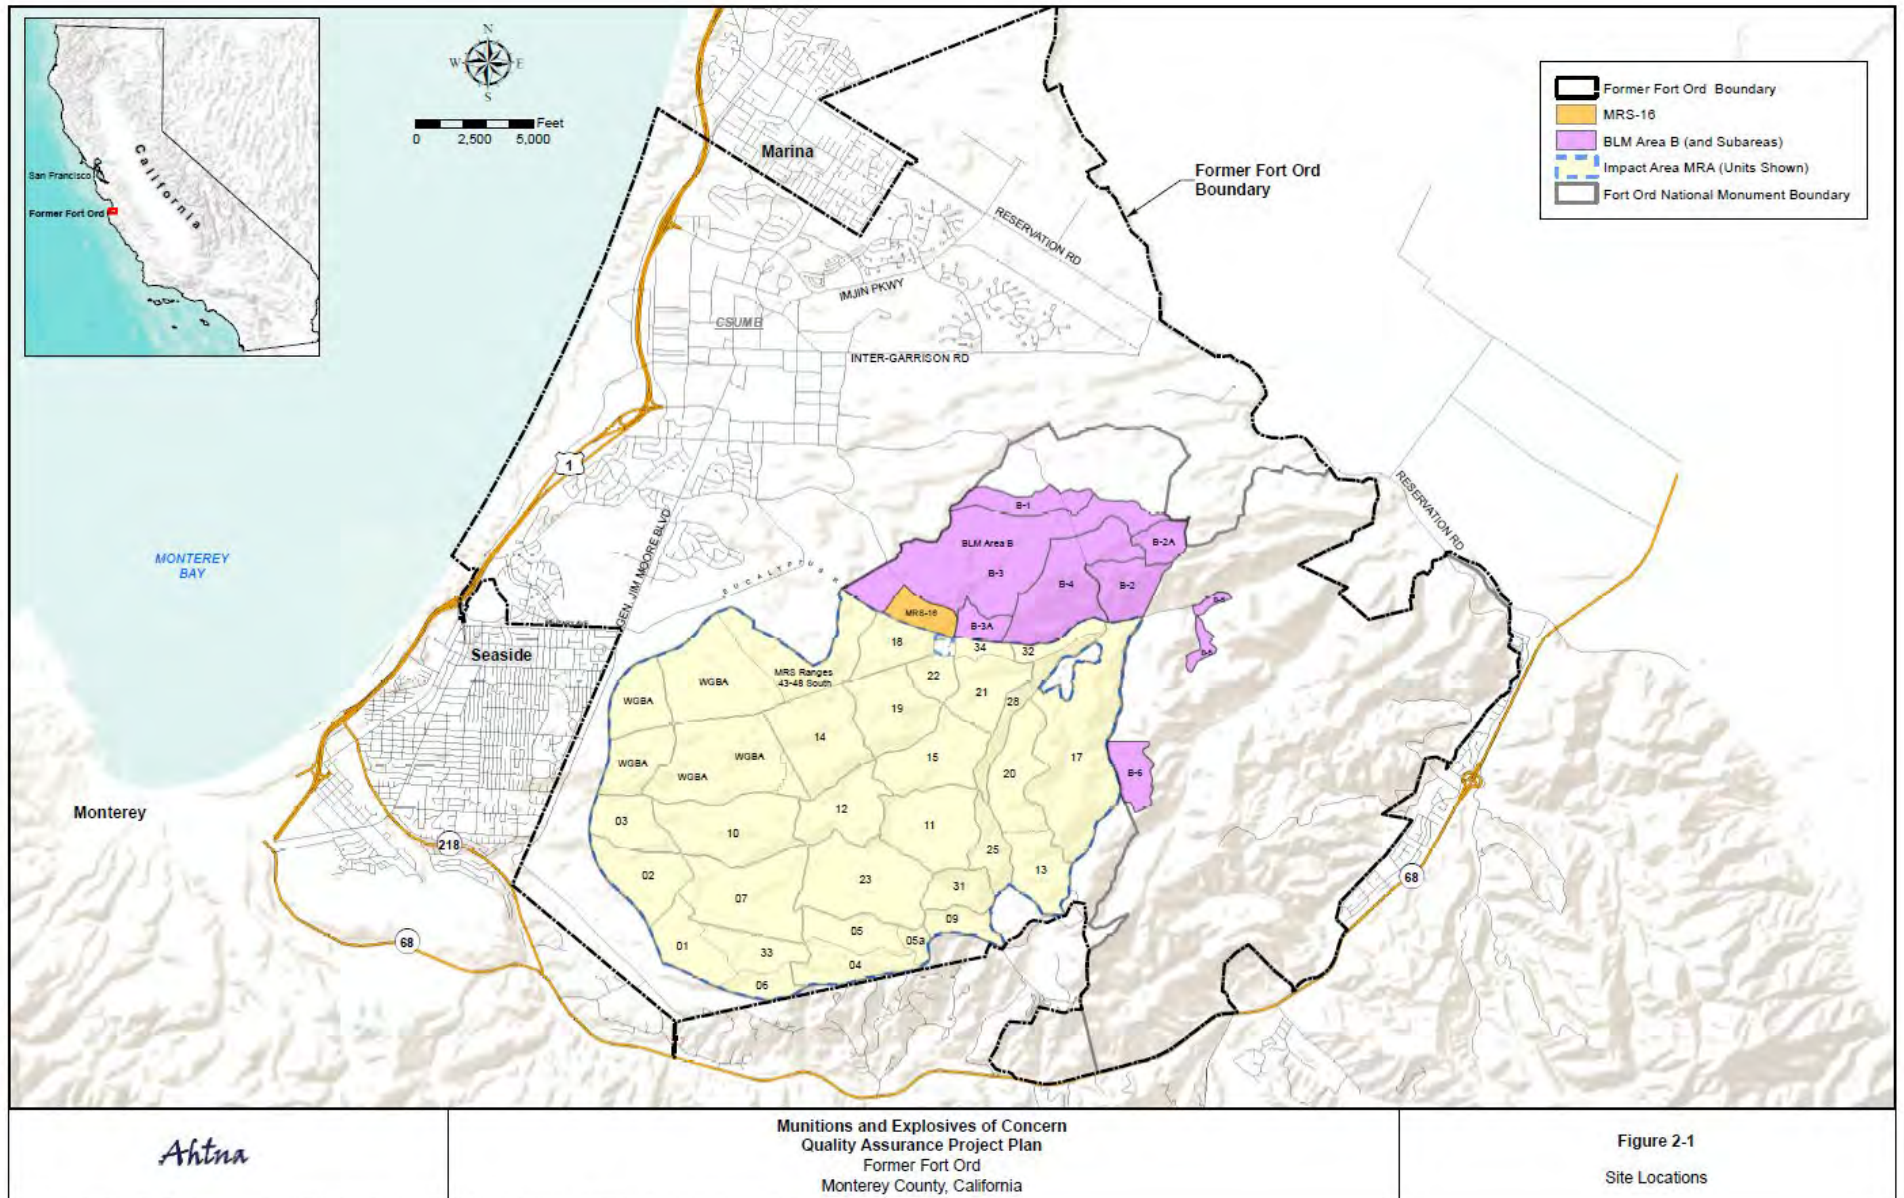 N
W
E
S
Feet
0
2,500
5,000
California
San Francisco
Former Fort Ord
Former Fort Ord Boundary
MRS-16
BLM Area B (and Subareas)
Impact Area MRA (Units Shown)
Fort Ord National Monument Boundary
Marina
Former Fort Ord
Boundary
RESERVATION RD
IMJIN PKWY
CSUMB
INTER-GARRISON RD
1
GEN. JIM MOORE BLVD
RESERVATION RD
MONTEREY
BAY
B-1
BLM Area B
B-2A
B-3
B-4
B-2
MRS-16
B-3A
Seaside
18
34
32
MRS Ranges
43-48 South
WGBA
22
21
28
WGBA
19
14
15
17
WGBA
WGBA
WGBA
20
B-6
Monterey
03
10
12
11
218
25
02
23
31
13
68
07
09
68
01
33
05
05a
04
06
Ahtna
Munitions and Explosives of Concern
Quality Assurance Project Plan
Former Fort Ord
Monterey County, California
Figure 2-1
Site Locations